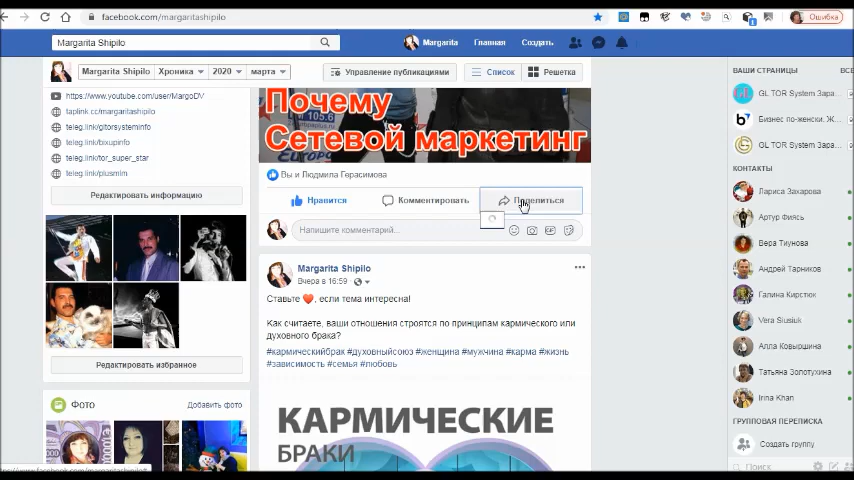 facebook.com/margaritashipilo
Ошибка
Margarita Shipilo
Margarita
Главная
Создать
Margarita Shipilo
Хроника
2020
марта
Управление публикациями
Список
Решетка
https://www.youtube.com/user/MargoDV
taplink.cc/margaritashipilo
teleg.link/gltorsysteminfo
teleg.link/bixupinfo
teleg.link/tor_super_star
teleg.link/plusmlm
Редактировать информацию
Редактировать избранное
Фото
Добавить фото
Почему
Сетевой маркетинг
Вы и Людмила Герасимова
Нравится
Комментировать
Поделиться
Напишите комментарий...
Margarita Shipilo
Вчера в 16:59
Ставьте ❤, если тема интересна!
Как считаете, ваши отношения строятся по принципам кармического или
духовного брака?
#кармическийбрак #духовныйсоюз #женщина #мужчина #карма #жизнь
#зависимость #семья #любовь
КАРМИЧЕСКИЕ
БРАКИ
ВАШИ СТРАНИЦЫ
ВСЕ
GL TOR System Зара...
Бизнес по-женски. Ж...
GL TOR System Зара...
КОНТАКТЫ
Лариса Захарова
Артур Фиясь
Вера Тиунова
Андрей Тарников
Галина Кирстюк
Vera Siusiuk
Алла Ковыршина
Татьяна Золотухина
Irina Khan
ГРУППОВАЯ ПЕРЕПИСКА
Создать группу
Поиск